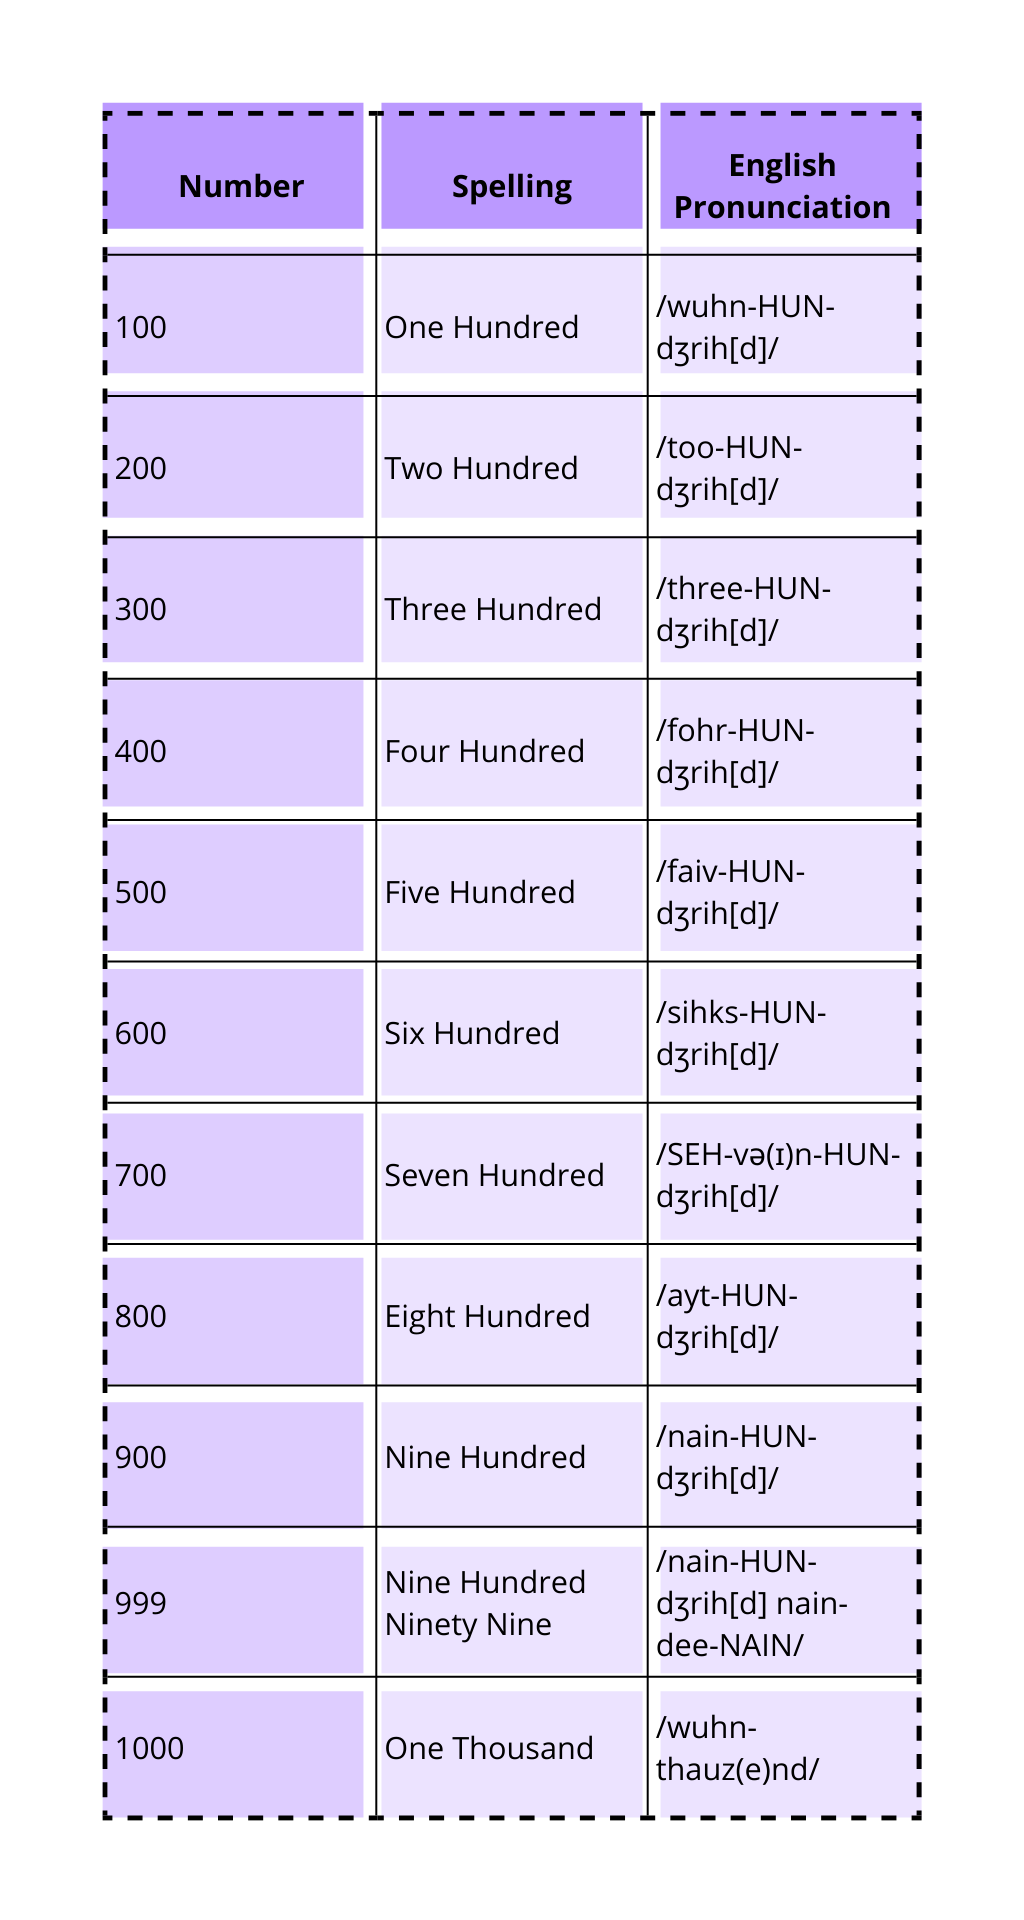 Number
Spelling
English
Pronunciation
100
One Hundred
/wuhn-HUN-
dʒrih[d]/
200
Two Hundred
/too-HUN-
dʒrih[d]/
300
Three Hundred
/three-HUN-
dʒrih[d]/
400
Four Hundred
/fohr-HUN-
dʒrih[d]/
500
Five Hundred
/faiv-HUN-
dʒrih[d]/
600
Six Hundred
/sihks-HUN-
dʒrih[d]/
700
Seven Hundred
/SEH-və(ɪ)n-HUN-
dʒrih[d]/
800
Eight Hundred
/ayt-HUN-
dʒrih[d]/
900
Nine Hundred
/nain-HUN-
dʒrih[d]/
999
Nine Hundred
Ninety Nine
/nain-HUN-
dʒrih[d] nain-
dee-NAIN/
1000
One Thousand
/wuhn-
thauz(e)nd/